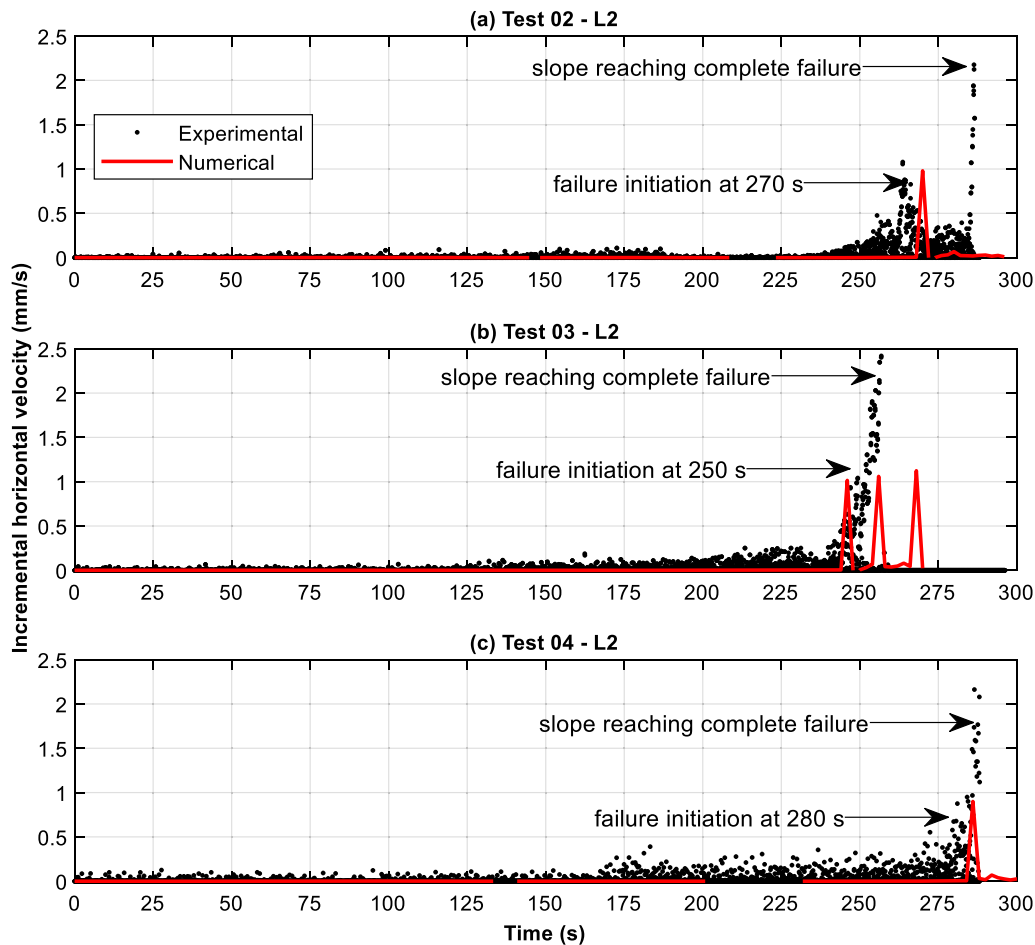 (a) Test 02 - L2
2.5
slope reaching complete failure
2
1.5
Experimental
Numerical
1
failure initiation at 270 s
0.5
0
0 25 50 75 100 125 150 175 200 225 250 275 300
Incremental horizontal velocity (mm/s)
(b) Test 03 - L2
2.5
slope reaching complete failure
2
1.5
failure initiation at 250 s
1
0.5
0
0 25 50 75 100 125 150 175 200 225 250 275 300
(c) Test 04 - L2
2.5
2
slope reaching complete failure
1.5
1
failure initiation at 280 s
0.5
0
0 25 50 75 100 125 150 175 200 225 250 275 300
Time (s)